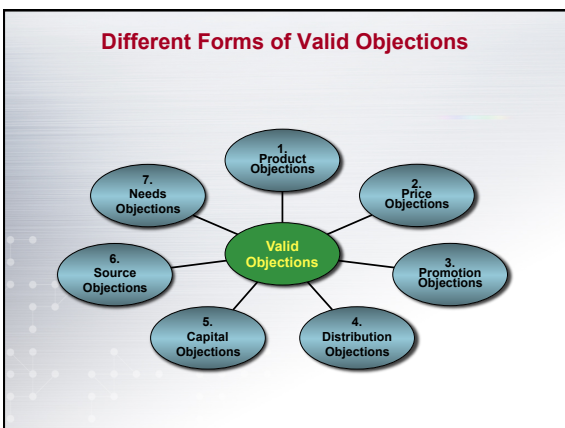 Different Forms of Valid Objections
1.
Product
Objections
2.
Price
Objections
3.
Promotion
Objections
4.
Distribution
Objections
5.
Capital
Objections
6.
Source
Objections
7.
Needs
Objections
Valid
Objections